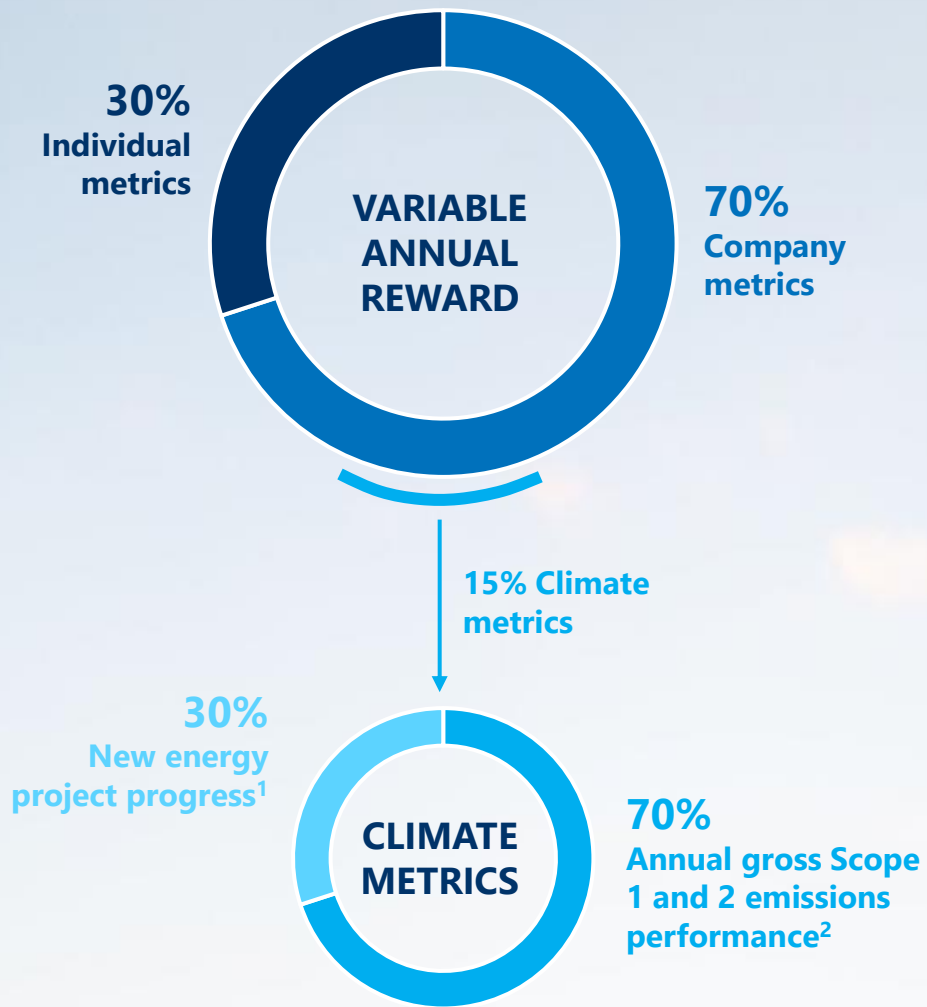 30%
Individual
metrics
VARIABLE
ANNUAL
REWARD
70%
Company
metrics
15% Climate
metrics
30%
New energy
project progress¹
CLIMATE
METRICS
70%
Annual gross Scope
1 and 2 emissions
performance²